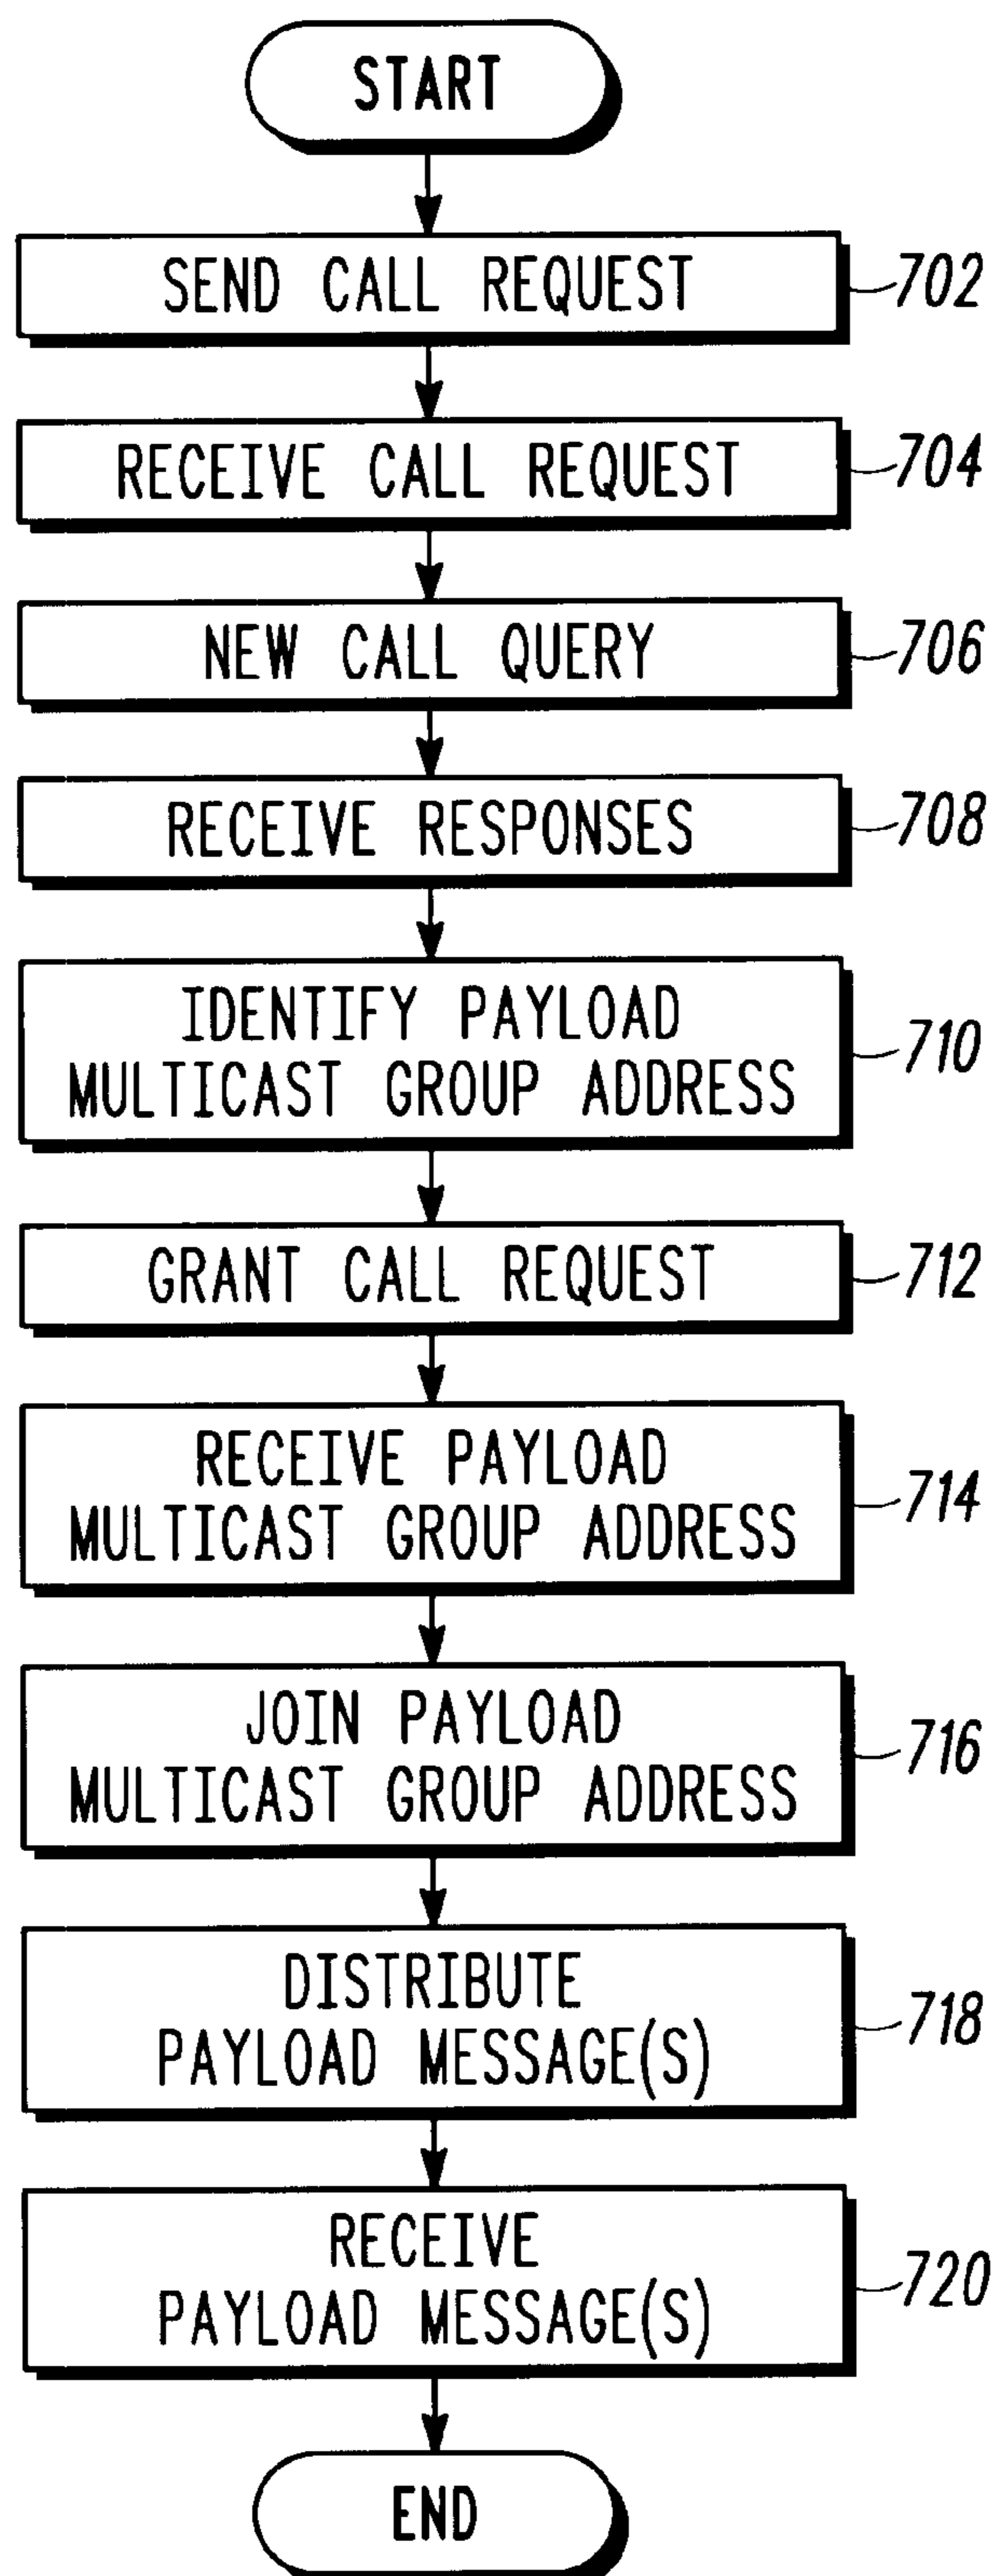 START
SEND CALL REQUEST
702
RECEIVE CALL REQUEST
704
NEW CALL QUERY
706
RECEIVE RESPONSES
708
IDENTIFY PAYLOAD
MULTICAST GROUP ADDRESS
710
GRANT CALL REQUEST
712
RECEIVE PAYLOAD
MULTICAST GROUP ADDRESS
714
JOIN PAYLOAD
MULTICAST GROUP ADDRESS
716
DISTRIBUTE
PAYLOAD MESSAGE(S)
718
RECEIVE
PAYLOAD MESSAGE(S)
720
END